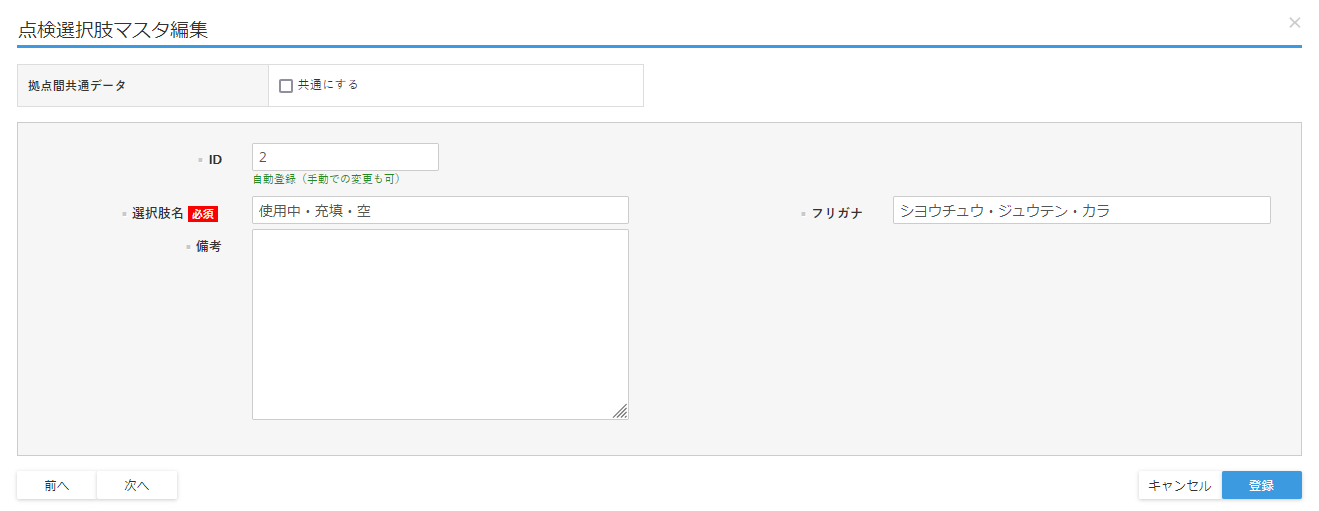 点検選択肢マスタ編集
拠点間共通データ 共通にする
ID 2
自動登録（手動での変更も可）
選択肢名 必須 使用中・充填・空 フリガナ シヨウチュウ・ジュウテン・カラ
備考
前へ 次へ キャンセル 登録